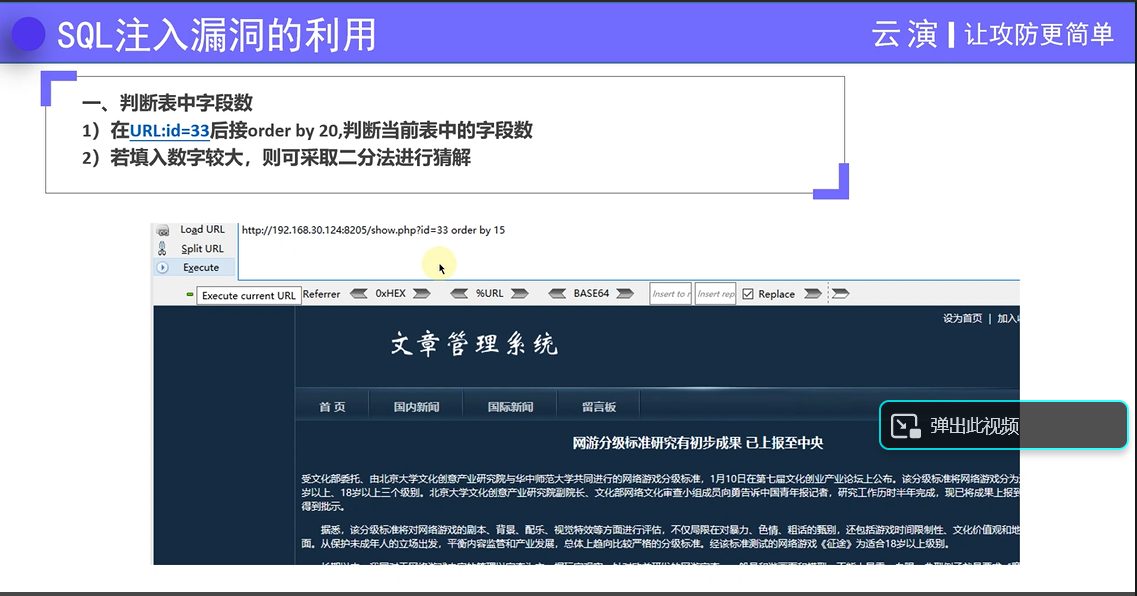 SQL注入漏洞的利用
云演 让攻防更简单
一、判断表中字段数
1）在URL:id=33后接order by 20,判断当前表中的字段数
2）若填入数字较大，则可采取二分法进行猜解
Load URL
http://192.168.30.124:8205/show.php?id=33 order by 15
Split URL
Execute
Execute current URL Referrer 0xHEX %URL BASE64 Insert to r Insert rep Replace
设为首页 | 加入
文章管理系统
首 页 国内新闻 国际新闻 留言板
弹出此视频
网游分级标准研究有初步成果 已上报至中央
受文化部委托、由北京大学文化创意产业研究院与华中师范大学共同进行的网络游戏分级标准，1月10日在第七届文化创业产业论坛上公布。该分级标准将网络游戏分为
岁以上、18岁以上三个级别。北京大学文化创意产业研究院副院长、文化部网络文化审查小组成员向勇告诉中国青年报记者，研究工作历时半年完成，现已将成果上报到
得到批示。
据悉，该分级标准将对网络游戏的剧本、背景、配乐、视觉特效等方面进行评估，不仅局限在对暴力、色情、粗话的甄别，还包括游戏时间限制性、文化价值观和地
面。从保护未成年人的立场出发，平衡内容监管和产业发展，总体上趋向比较严格的分级标准。经该标准测试的网络游戏《征途》为适合18岁以上级别。